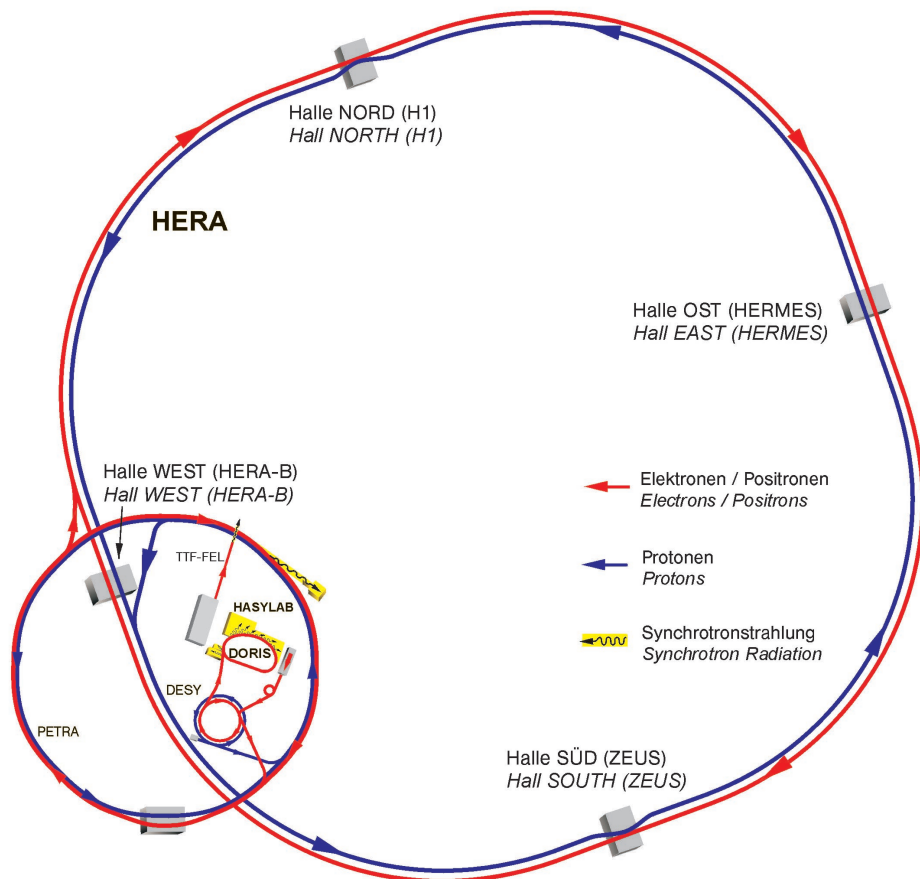 Halle NORD (H1)
Hall NORTH (H1)
HERA
Halle OST (HERMES)
Hall EAST (HERMES)
Halle WEST (HERA-B)
Hall WEST (HERA-B)
Elektronen / Positronen
Electrons / Positrons
TTF-FEL
Protonen
Protons
HASYLAB
Synchrotronstrahlung
Synchrotron Radiation
DORIS
DESY
PETRA
Halle SÜD (ZEUS)
Hall SOUTH (ZEUS)